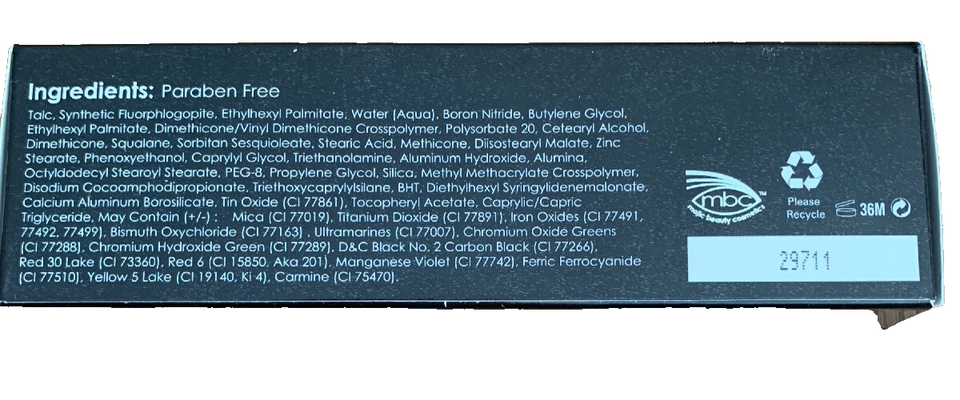 Ingredients: Paraben Free
Talc, Synthetic Fluorphlogopite, Ethylhexyl Palmitate, Water (Aqua), Boron Nitride, Butylene Glycol,
Ethylhexyl Palmitate, Dimethicone/Vinyl Dimethicone Crosspolymer, Polysorbate 20, Cetearyl Alcohol,
Dimethicone, Squalane, Sorbitan Sesquioleate, Stearic Acid, Methicone, Diisostearyl Malate, Zinc
Stearate, Phenoxyethanol, Caprylyl Glycol, Triethanolamine, Aluminum Hydroxide, Alumina,
Octyldodecyl Stearoyl Stearate, PEG-8, Propylene Glycol, Silica, Methyl Methacrylate Crosspolymer,
Disodium Cocoamphodipropionate, Triethoxycaprylylsilane, BHT, Diethylhexyl Syringylidenemalonate,
Calcium Aluminum Borosilicate, Tin Oxide (CI 77861), Tocopheryl Acetate, Caprylic/Capric
Triglyceride, May Contain (+/-) : Mica (CI 77019), Titanium Dioxide (CI 77891), Iron Oxides (CI 77491,
77492, 77499), Bismuth Oxychloride (CI 77163) , Ultramarines (CI 77007), Chromium Oxide Greens
(CI 77288), Chromium Hydroxide Green (CI 77289), D&C Black No. 2 Carbon Black (CI 77266),
Red 30 Lake (CI 73360), Red 6 (CI 15850, Aka 201), Manganese Violet (CI 77742), Ferric Ferrocyanide
(CI 77510), Yellow 5 Lake (CI 19140, Ki 4), Carmine (CI 75470).
mbc™
majic beauty cosmetics
Please
Recycle
36M
29711